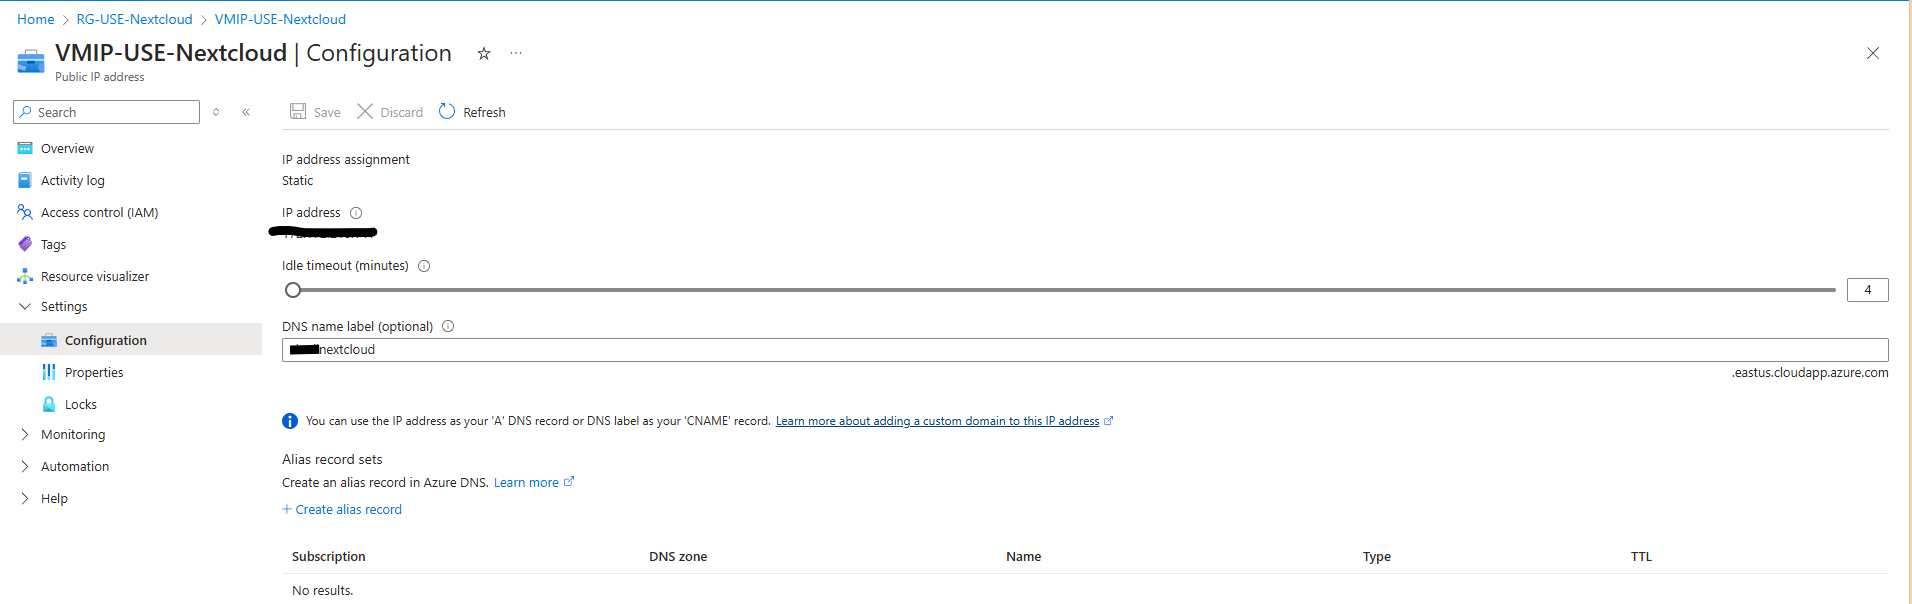 Home > RG-USE-Nextcloud > VMIP-USE-Nextcloud
VMIP-USE-Nextcloud | Configuration
Public IP address
Search
Save
Discard
Refresh
Overview
Activity log
Access control (IAM)
Tags
Resource visualizer
Settings
Configuration
Properties
Locks
Monitoring
Automation
Help
IP address assignment
Static
IP address
Idle timeout (minutes)
4
DNS name label (optional)
nextcloud
.eastus.cloudapp.azure.com
You can use the IP address as your 'A' DNS record or DNS label as your 'CNAME' record. Learn more about adding a custom domain to this IP address
Alias record sets
Create an alias record in Azure DNS. Learn more
+ Create alias record
Subscription DNS zone Name Type TTL
No results.